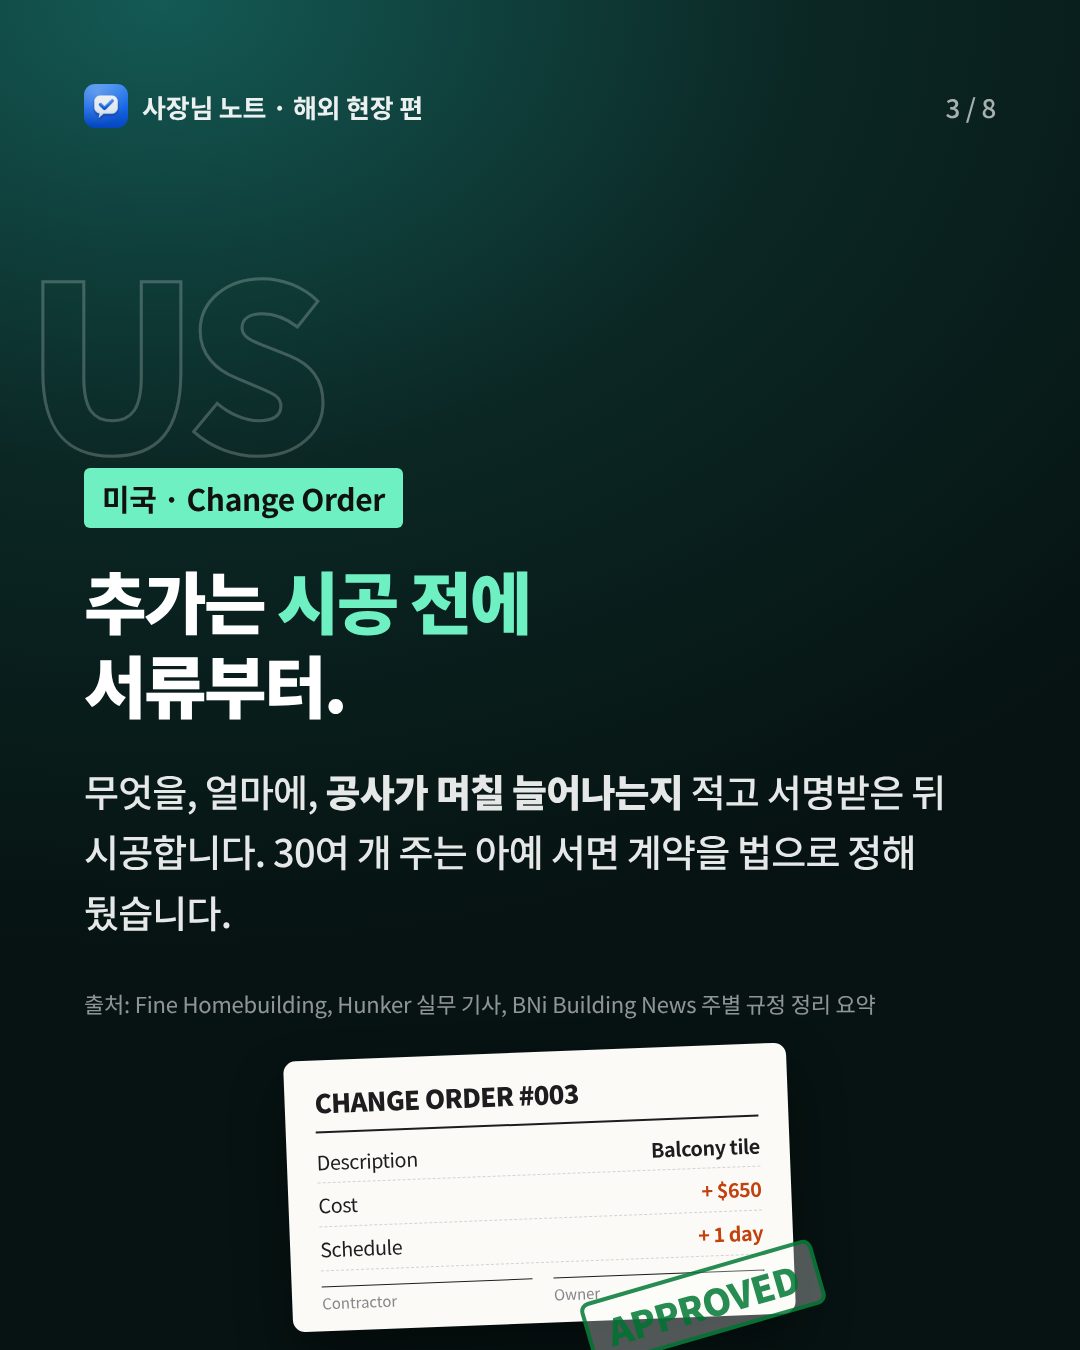 사장님 노트 · 해외 현장 편
3 / 8
US
미국 · Change Order
추가는 시공 전에
서류부터.
무엇을, 얼마에, 공사가 며칠 늘어나는지 적고 서명받은 뒤
시공합니다. 30여 개 주는 아예 서면 계약을 법으로 정해
뒀습니다.
출처: Fine Homebuilding, Hunker 실무 기사, BNi Building News 주별 규정 정리 요약
CHANGE ORDER #003
Description Balcony tile
Cost + $650
Schedule + 1 day
Contractor Owner
APPROVED